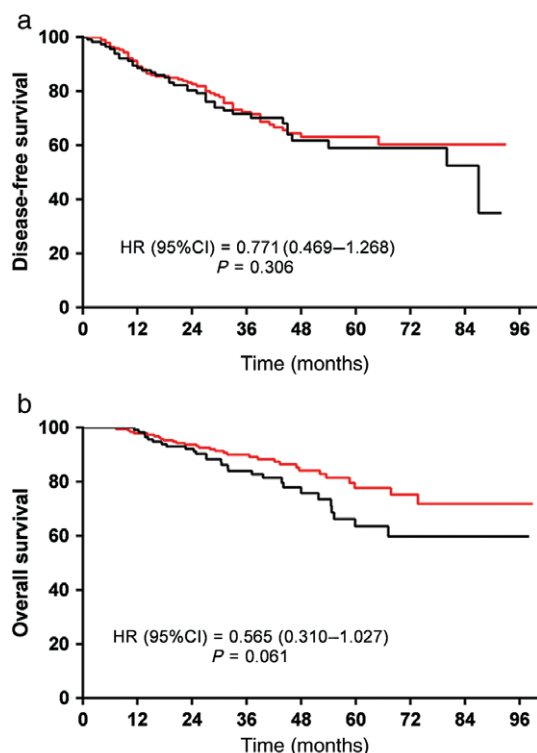 a
Disease-free survival
100
80
60
40
20
0
HR (95%CI) = 0.771 (0.469–1.268)
P = 0.306
0 12 24 36 48 60 72 84 96
Time (months)
b
Overall survival
100
80
60
40
20
0
HR (95%CI) = 0.565 (0.310–1.027)
P = 0.061
0 12 24 36 48 60 72 84 96
Time (months)